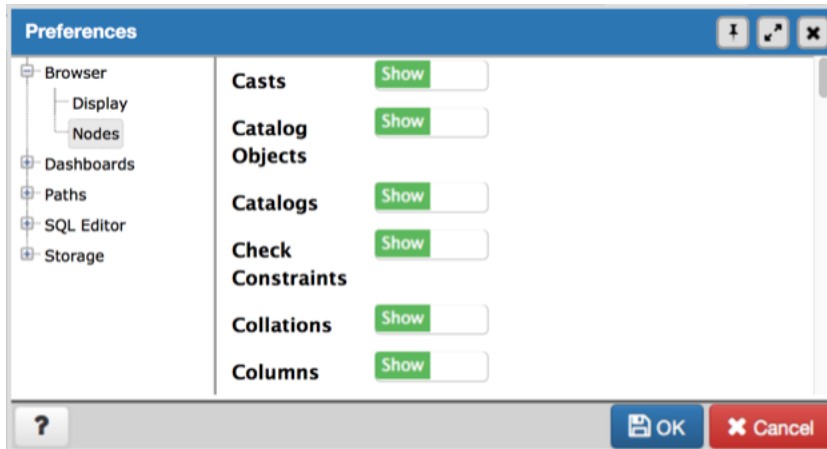 Preferences
Browser
Display
Nodes
Dashboards
Paths
SQL Editor
Storage
Casts
Show
Catalog
Objects
Show
Catalogs
Show
Check
Constraints
Show
Collations
Show
Columns
Show
?
OK
Cancel